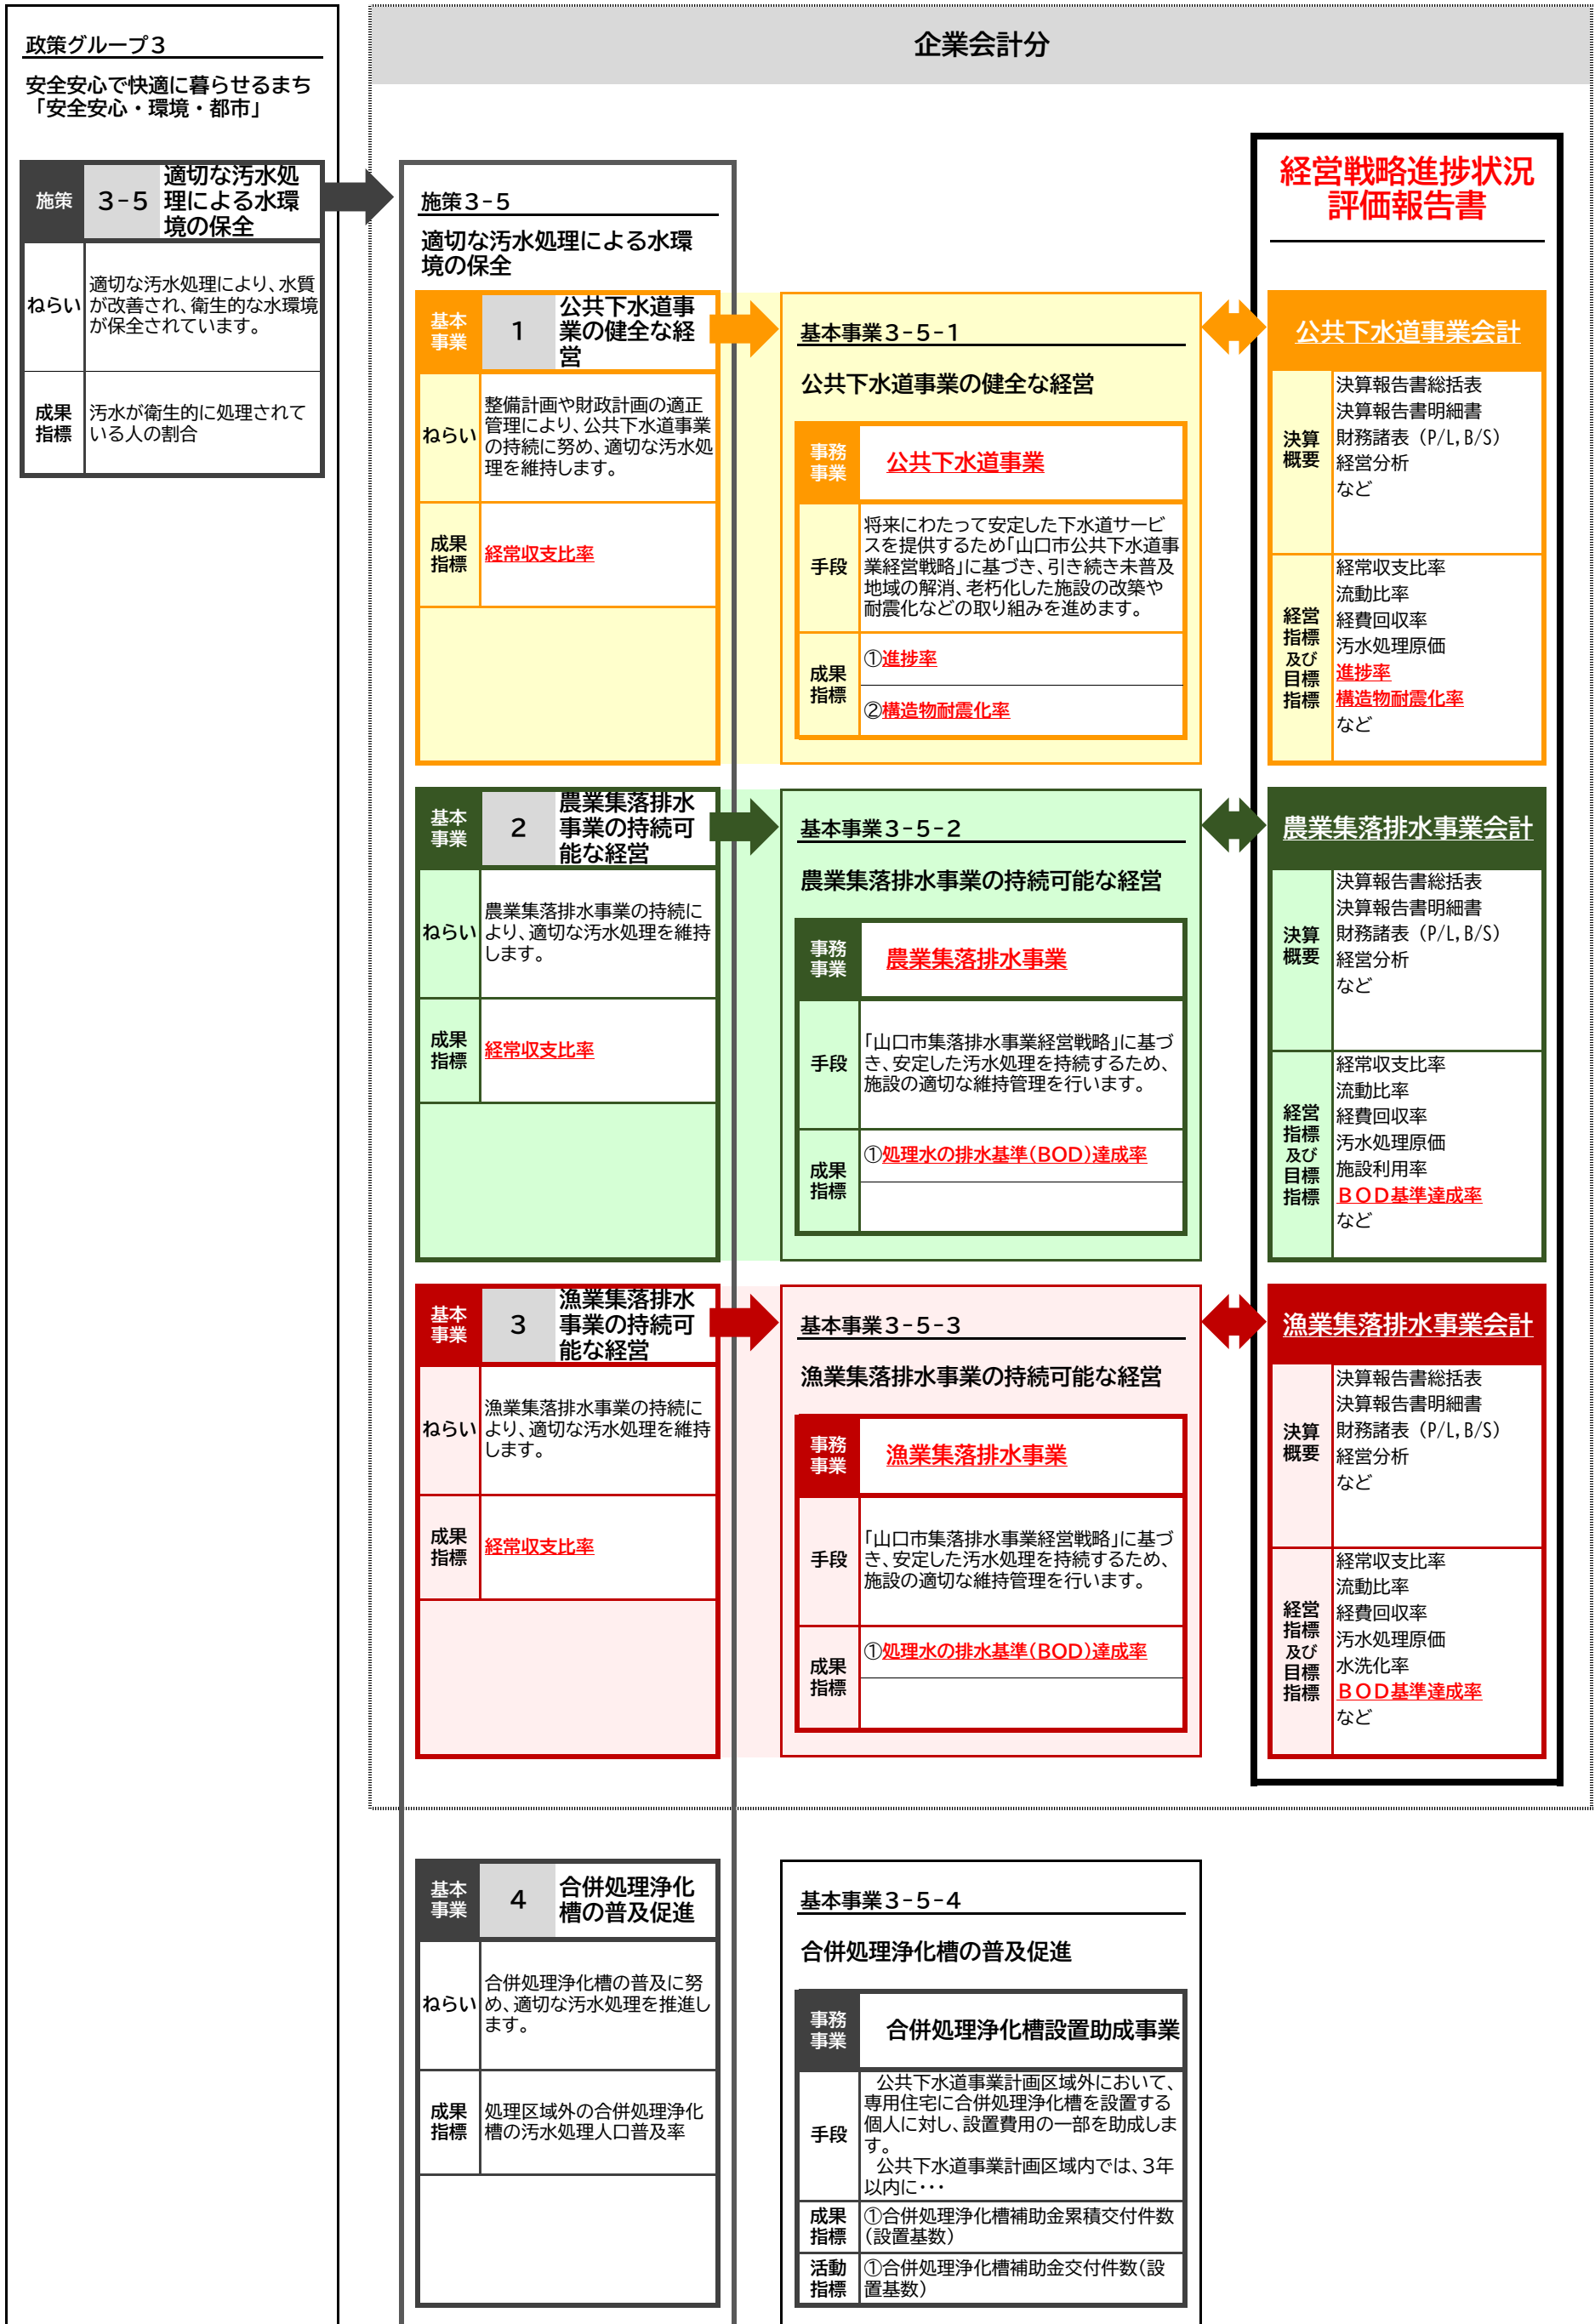 政策グループ3
安全安心で快適に暮らせるまち
「安全安心・環境・都市」
施策
3-5
適切な汚水処
理による水環
境の保全
ねらい
適切な汚水処理により、水質
が改善され、衛生的な水環境
が保全されています。
成果
指標
汚水が衛生的に処理されて
いる人の割合
企業会計分
施策3-5
適切な汚水処理による水環
境の保全
基本
事業
1
公共下水道事
業の健全な経
営
ねらい
整備計画や財政計画の適正
管理により、公共下水道事業
の持続に努め、適切な汚水処
理を維持します。
成果
指標
経常収支比率
基本事業3-5-1
公共下水道事業の健全な経営
事務
事業
公共下水道事業
手段
将来にわたって安定した下水道サービ
スを提供するため「山口市公共下水道事
業経営戦略」に基づき、引き続き未普及
地域の解消、老朽化した施設の改築や
耐震化などの取り組みを進めます。
成果
指標
①進捗率
②構造物耐震化率
経営戦略進捗状況
評価報告書
公共下水道事業会計
決算
概要
決算報告書総括表
決算報告書明細書
財務諸表（P/L,B/S）
経営分析
など
経営
指標
及び
目標
指標
経常収支比率
流動比率
経費回収率
汚水処理原価
進捗率
構造物耐震化率
など
基本
事業
2
農業集落排水
事業の持続可
能な経営
ねらい
農業集落排水事業の持続に
より、適切な汚水処理を維持
します。
成果
指標
経常収支比率
基本事業3-5-2
農業集落排水事業の持続可能な経営
事務
事業
農業集落排水事業
手段
「山口市集落排水事業経営戦略」に基づ
き、安定した汚水処理を持続するため、
施設の適切な維持管理を行います。
成果
指標
①処理水の排水基準(BOD)達成率
農業集落排水事業会計
決算
概要
決算報告書総括表
決算報告書明細書
財務諸表（P/L,B/S）
経営分析
など
経営
指標
及び
目標
指標
経常収支比率
流動比率
経費回収率
汚水処理原価
施設利用率
ＢＯＤ基準達成率
など
基本
事業
3
漁業集落排水
事業の持続可
能な経営
ねらい
漁業集落排水事業の持続に
より、適切な汚水処理を維持
します。
成果
指標
経常収支比率
基本事業3-5-3
漁業集落排水事業の持続可能な経営
事務
事業
漁業集落排水事業
手段
「山口市集落排水事業経営戦略」に基づ
き、安定した汚水処理を持続するため、
施設の適切な維持管理を行います。
成果
指標
①処理水の排水基準(BOD)達成率
漁業集落排水事業会計
決算
概要
決算報告書総括表
決算報告書明細書
財務諸表（P/L,B/S）
経営分析
など
経営
指標
及び
目標
指標
経常収支比率
流動比率
経費回収率
汚水処理原価
水洗化率
ＢＯＤ基準達成率
など
基本
事業
4
合併処理浄化
槽の普及促進
ねらい
合併処理浄化槽の普及に努
め、適切な汚水処理を推進し
ます。
成果
指標
処理区域外の合併処理浄化
槽の汚水処理人口普及率
基本事業3-5-4
合併処理浄化槽の普及促進
事務
事業
合併処理浄化槽設置助成事業
手段
公共下水道事業計画区域外において、
専用住宅に合併処理浄化槽を設置する
個人に対し、設置費用の一部を助成しま
す。
公共下水道事業計画区域内では、3年
以内に・・・
成果
指標
①合併処理浄化槽補助金累積交付件数
(設置基数)
活動
指標
①合併処理浄化槽補助金交付件数(設
置基数)